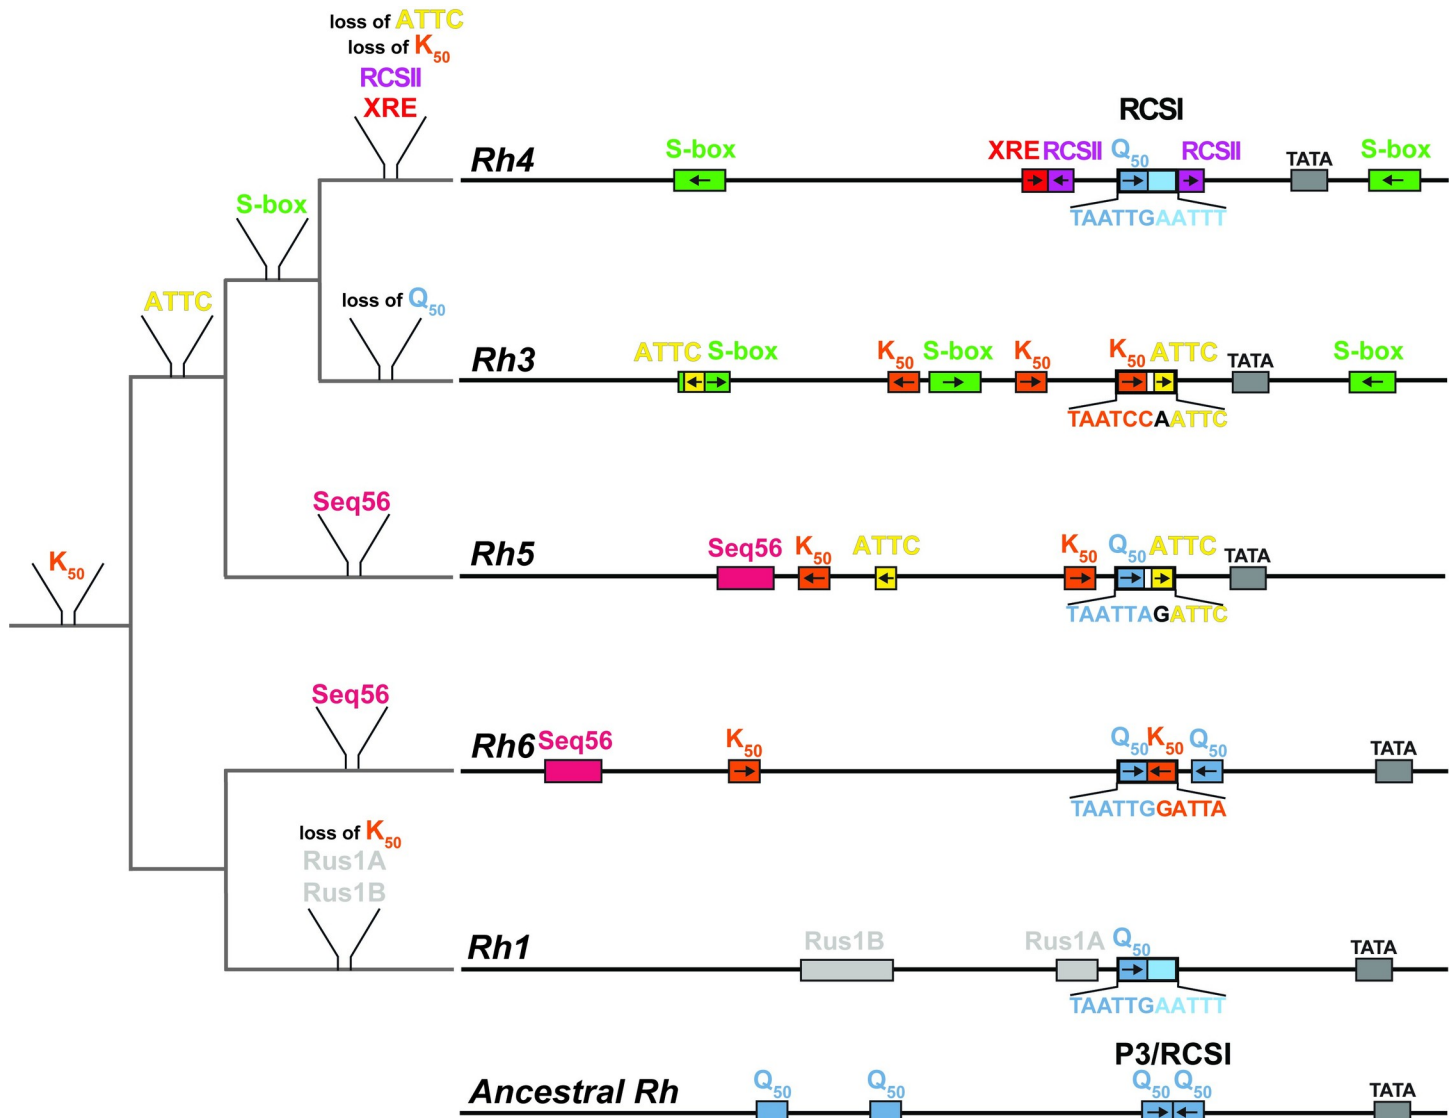 loss of ATTC
loss of K50
RCSII
XRE
RCSI
Rh4 S-box XRE RCSII Q50 RCSII TATA S-box
TAATTGAATTT
S-box
ATTC
loss of Q50
Rh3 ATTC S-box K50 S-box K50 K50 ATTC TATA S-box
TAATCCAATTC
Seq56
Rh5 Seq56 K50 ATTC K50 Q50 ATTC TATA
TAATTAGATTC
K50
Seq56
Rh6 Seq56 K50 Q50 K50 Q50 TATA
TAATTGGATTA
loss of K50
Rus1A
Rus1B
Rh1 Rus1B Rus1A Q50 TATA
TAATTGAATTT
P3/RCSI
Ancestral Rh Q50 Q50 Q50 Q50 TATA